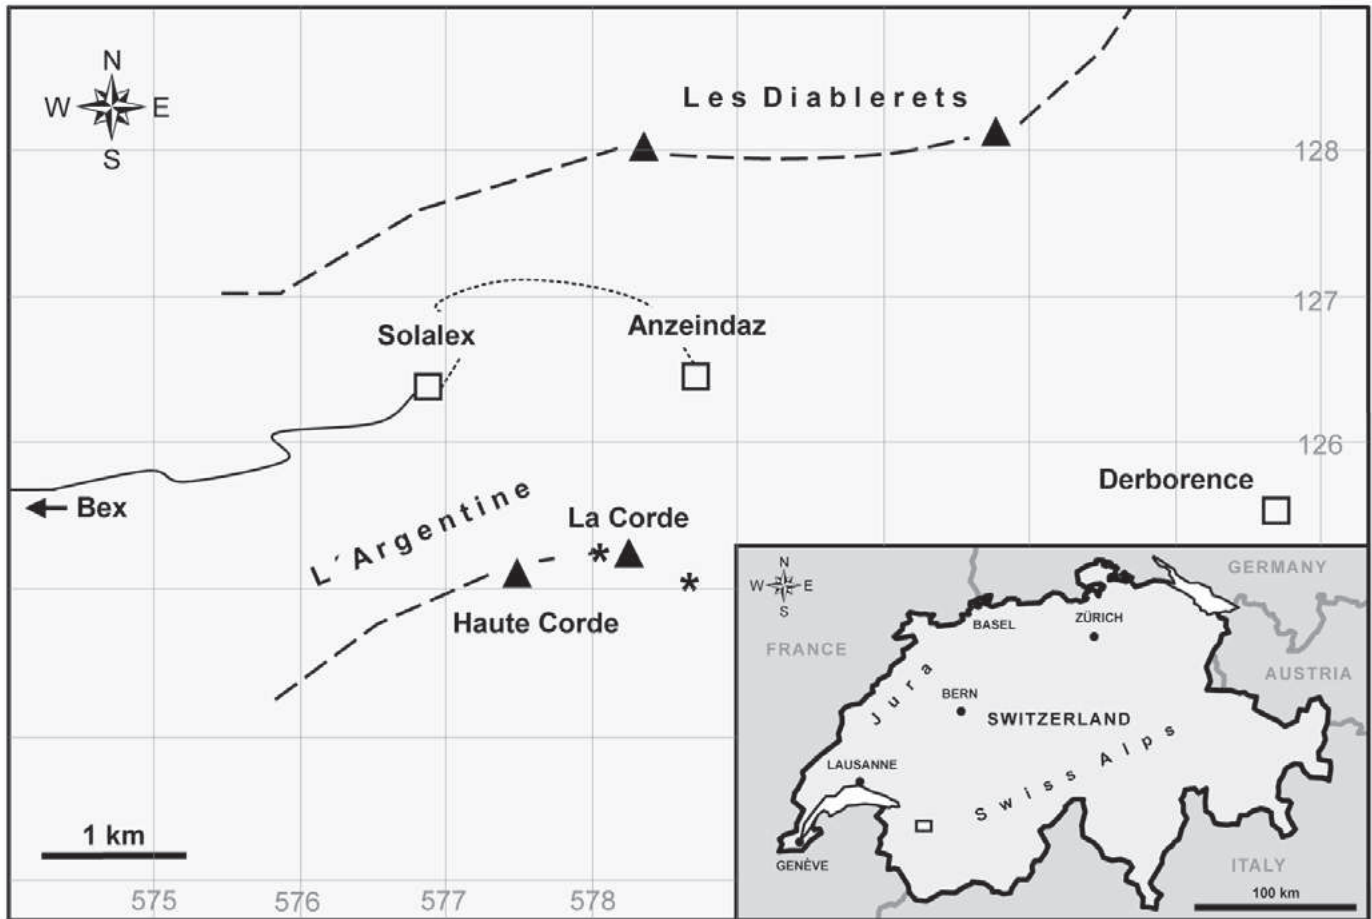 N
W E
S
Les Diablerets
128
127
Solalex
Anzeindaz
126
Derborence
Bex
L´Argentine
La Corde
*
*
Haute Corde
1 km
575
576
577
578
N
W E
S
GERMANY
BASEL
ZÜRICH
FRANCE
AUSTRIA
Jura
BERN
SWITZERLAND
Swiss Alps
LAUSANNE
GENÈVE
ITALY
100 km